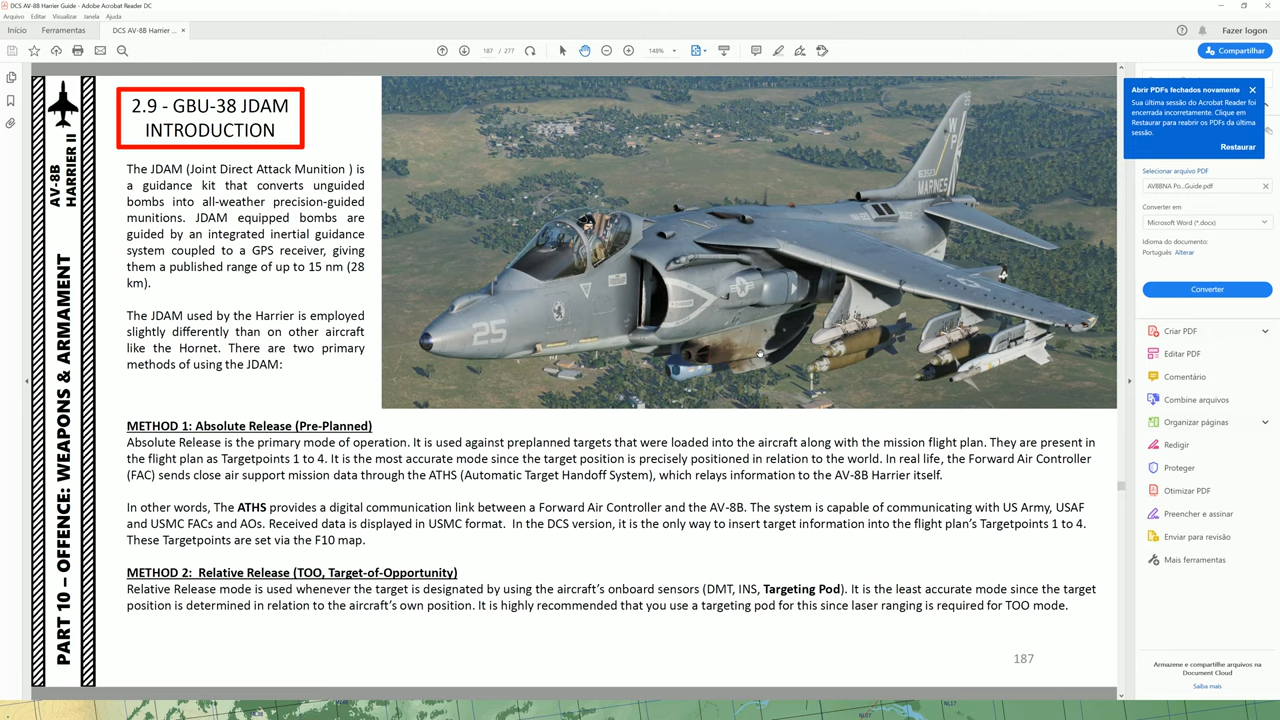 DCS AV-8B Harrier Guide - Adobe Acrobat Reader DC
Arquivo Editar Visualizar Janela Ajuda
Início Ferramentas DCS AV-8B Harrier ... × Fazer logon
187 / 277 148% Compartilhar
AV-8B
HARRIER II
PART 10 – OFFENCE: WEAPONS & ARMAMENT
2.9 - GBU-38 JDAM
INTRODUCTION
The JDAM (Joint Direct Attack Munition ) is
a guidance kit that converts unguided
bombs into all-weather precision-guided
munitions. JDAM equipped bombs are
guided by an integrated inertial guidance
system coupled to a GPS receiver, giving
them a published range of up to 15 nm (28
km).
The JDAM used by the Harrier is employed
slightly differently than on other aircraft
like the Hornet. There are two primary
methods of using the JDAM:
MARINES
25
METHOD 1: Absolute Release (Pre-Planned)
Absolute Release is the primary mode of operation. It is used against preplanned targets that were loaded into the aircraft along with the mission flight plan. They are present in
the flight plan as Targetpoints 1 to 4. It is the most accurate mode since the target position is precisely positioned in relation to the world. In real life, the Forward Air Controller
(FAC) sends close air support mission data through the ATHS (Automatic Target Handoff System), which relays information to the AV-8B Harrier itself.
In other words, The ATHS provides a digital communication link between a Forward Air Controller and the AV-8B. The system is capable of communicating with US Army, USAF
and USMC FACs and AOs. Received data is displayed in USMC format. In the DCS version, it is the only way to insert target information into the flight plan's Targetpoints 1 to 4.
These Targetpoints are set via the F10 map.
METHOD 2: Relative Release (TOO, Target-of-Opportunity)
Relative Release mode is used whenever the target is designated by using the aircraft's onboard sensors (DMT, INS, Targeting Pod). It is the least accurate mode since the target
position is determined in relation to the aircraft's own position. It is highly recommended that you use a targeting pod for this since laser ranging is required for TOO mode.
187
Abrir PDFs fechados novamente
Sua última sessão do Acrobat Reader foi
encerrada incorretamente. Clique em
Restaurar para reabrir os PDFs da última
sessão.
Restaurar
Selecionar arquivo PDF
AV8BNA Po...Guide.pdf
Converter em
Microsoft Word (*.docx)
Idioma do documento:
Português Alterar
Converter
Criar PDF
Editar PDF
Comentário
Combine arquivos
Organizar páginas
Redigir
Proteger
Otimizar PDF
Preencher e assinar
Enviar para revisão
Mais ferramentas
Armazene e compartilhe arquivos na
Document Cloud
Saiba mais